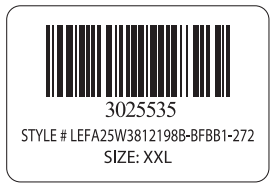 3025535
STYLE # LEFA25W3812198B-BFBB1-272
SIZE: XXL